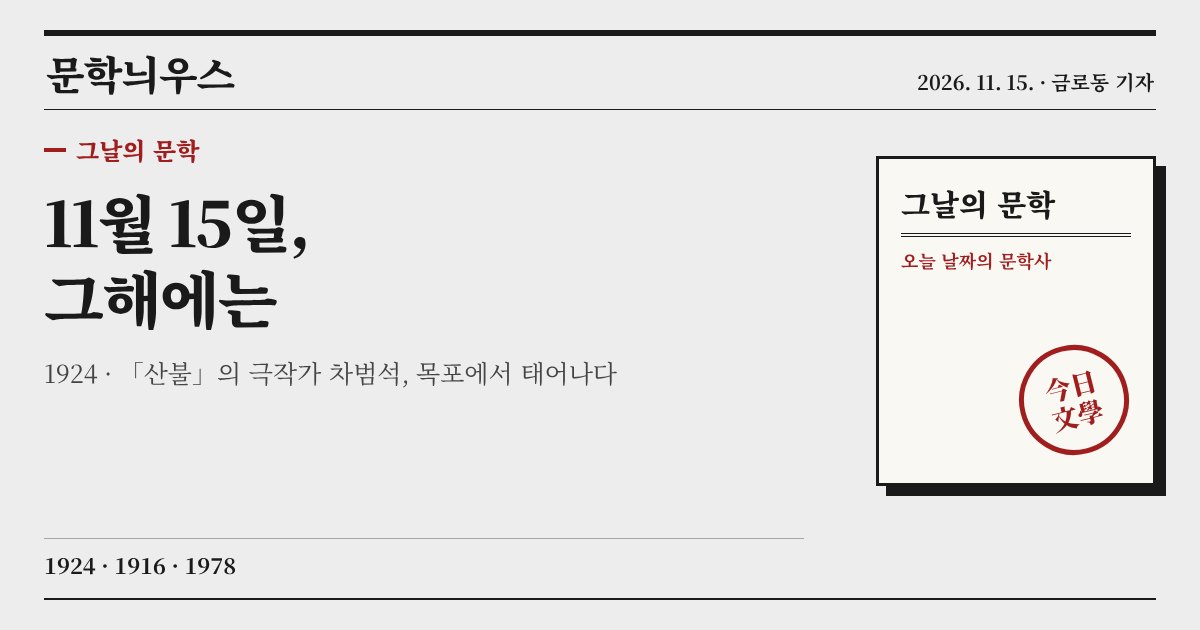 문학늬우스
2026. 11. 15. · 금로동 기자
그날의 문학
11월 15일,
그해에는
1924 · 「산불」의 극작가 차범석, 목포에서 태어나다
1924 · 1916 · 1978
그날의 문학
오늘 날짜의 문학사
今日
文學